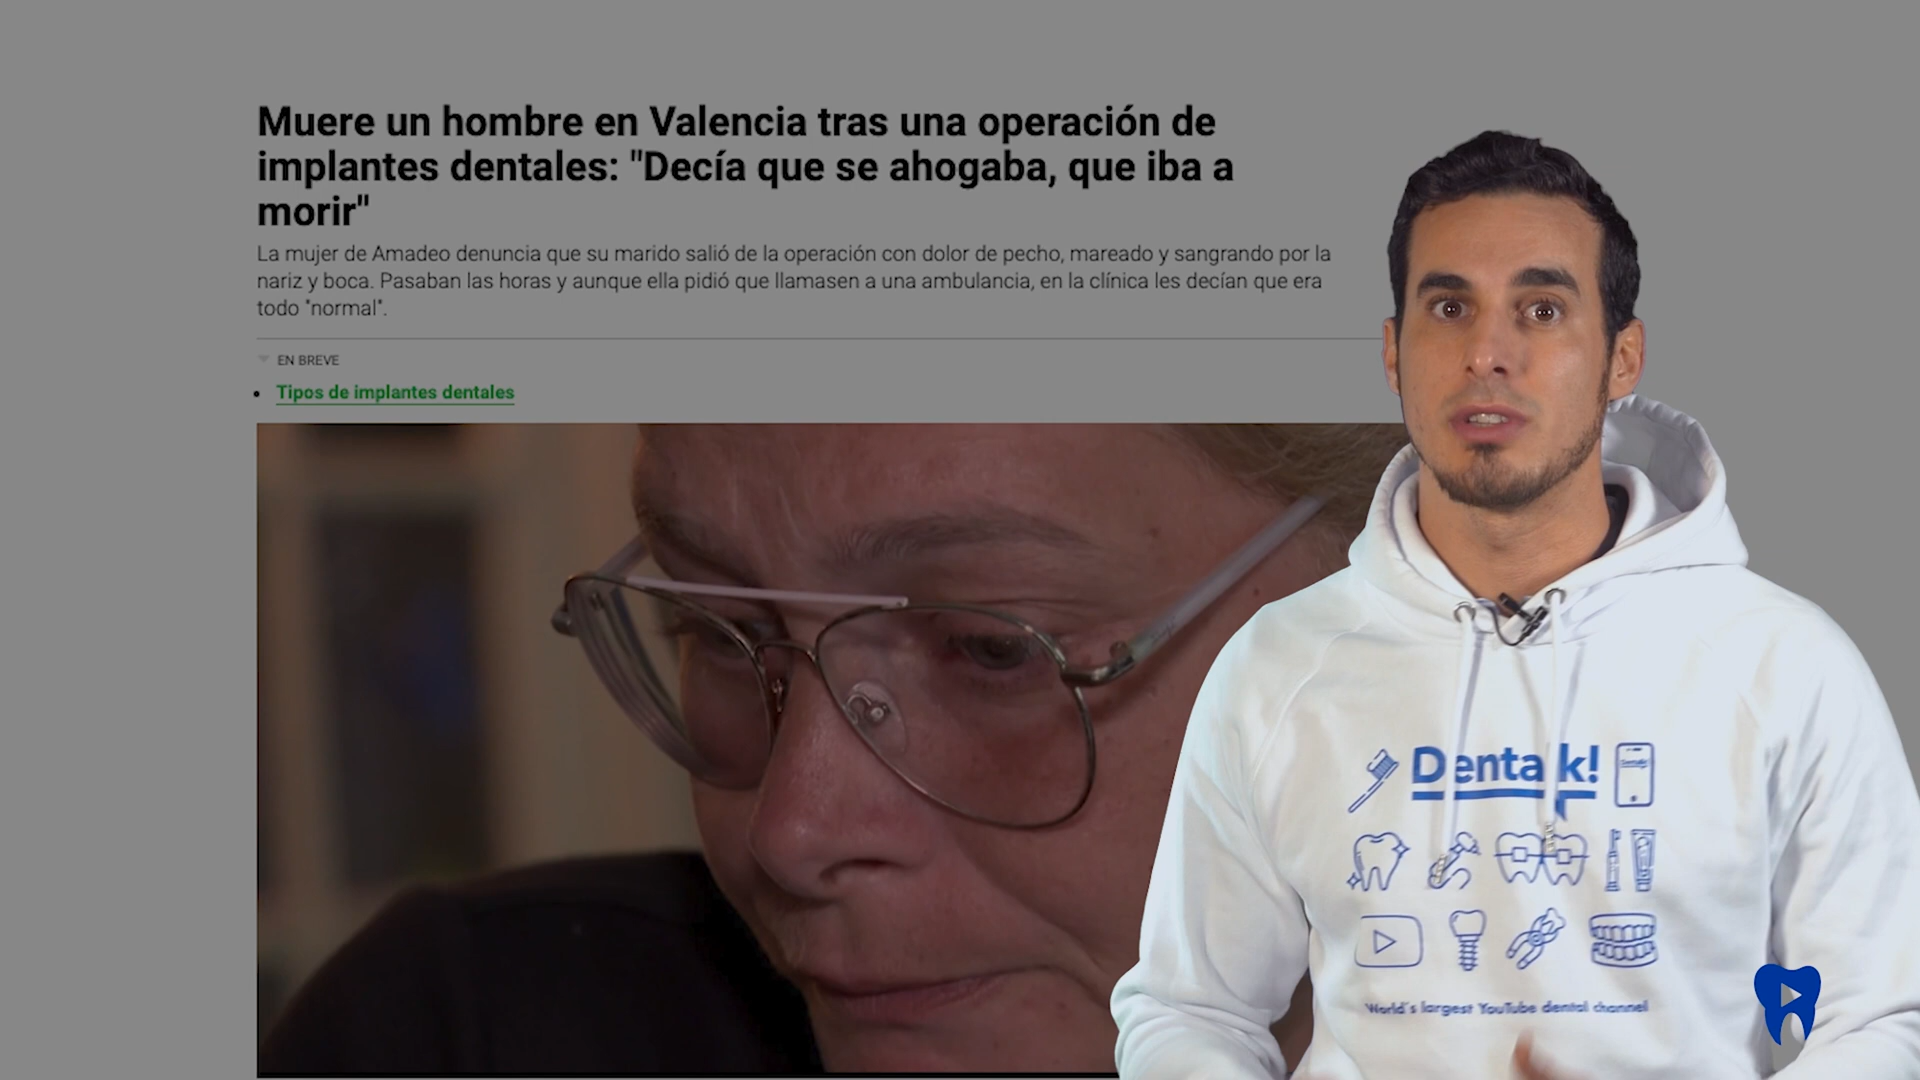 Muere un hombre en Valencia tras una operación de
implantes dentales: "Decía que se ahogaba, que iba a
morir"
La mujer de Amadeo denuncia que su marido salió de la operación con dolor de pecho, mareado y sangrando por la
nariz y boca. Pasaban las horas y aunque ella pidió que llamasen a una ambulancia, en la clínica les decían que era
todo "normal".
EN BREVE
Tipos de implantes dentales
Dentalk!
World's largest YouTube dental channel